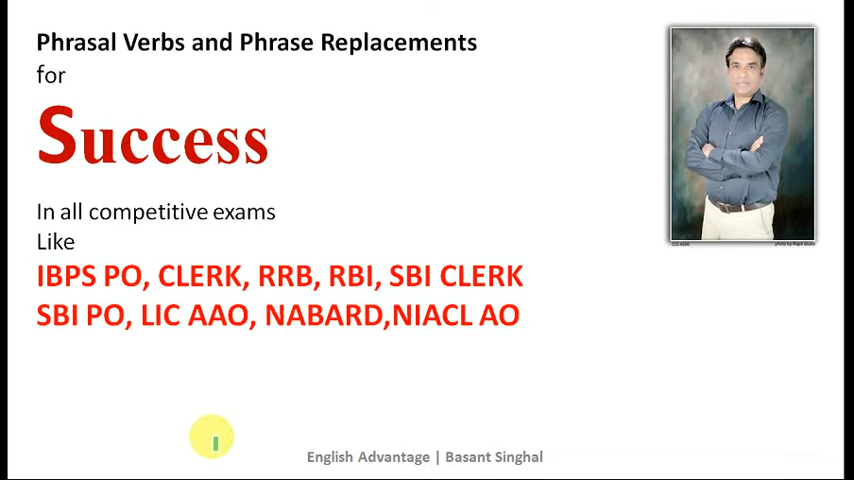 Phrasal Verbs and Phrase Replacements
for
Success
In all competitive exams
Like
IBPS PO, CLERK, RRB, RBI, SBI CLERK
SBI PO, LIC AAO, NABARD,NIACL AO
English Advantage | Basant Singhal